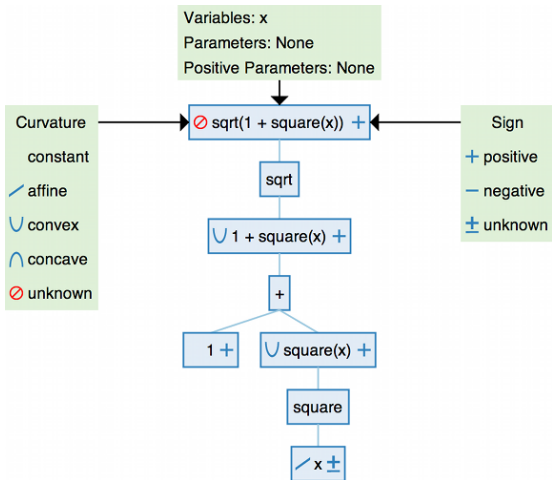 Variables: x
Parameters: None
Positive Parameters: None
Curvature
constant
affine
convex
concave
unknown
sqrt(1 + square(x)) +
Sign
+ positive
− negative
± unknown
sqrt
1 + square(x) +
+
1 +
square(x) +
square
x ±